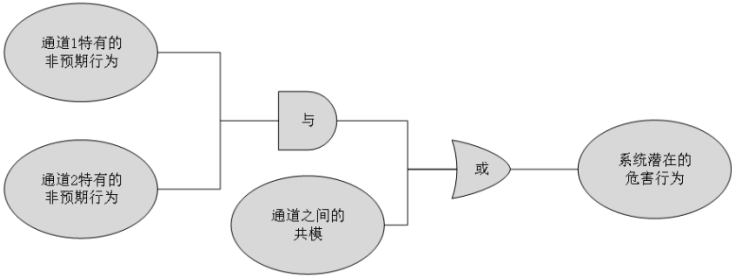 通道1特有的
非预期行为
与
通道2特有的
非预期行为
通道之间的
共模
或
系统潜在的
危害行为